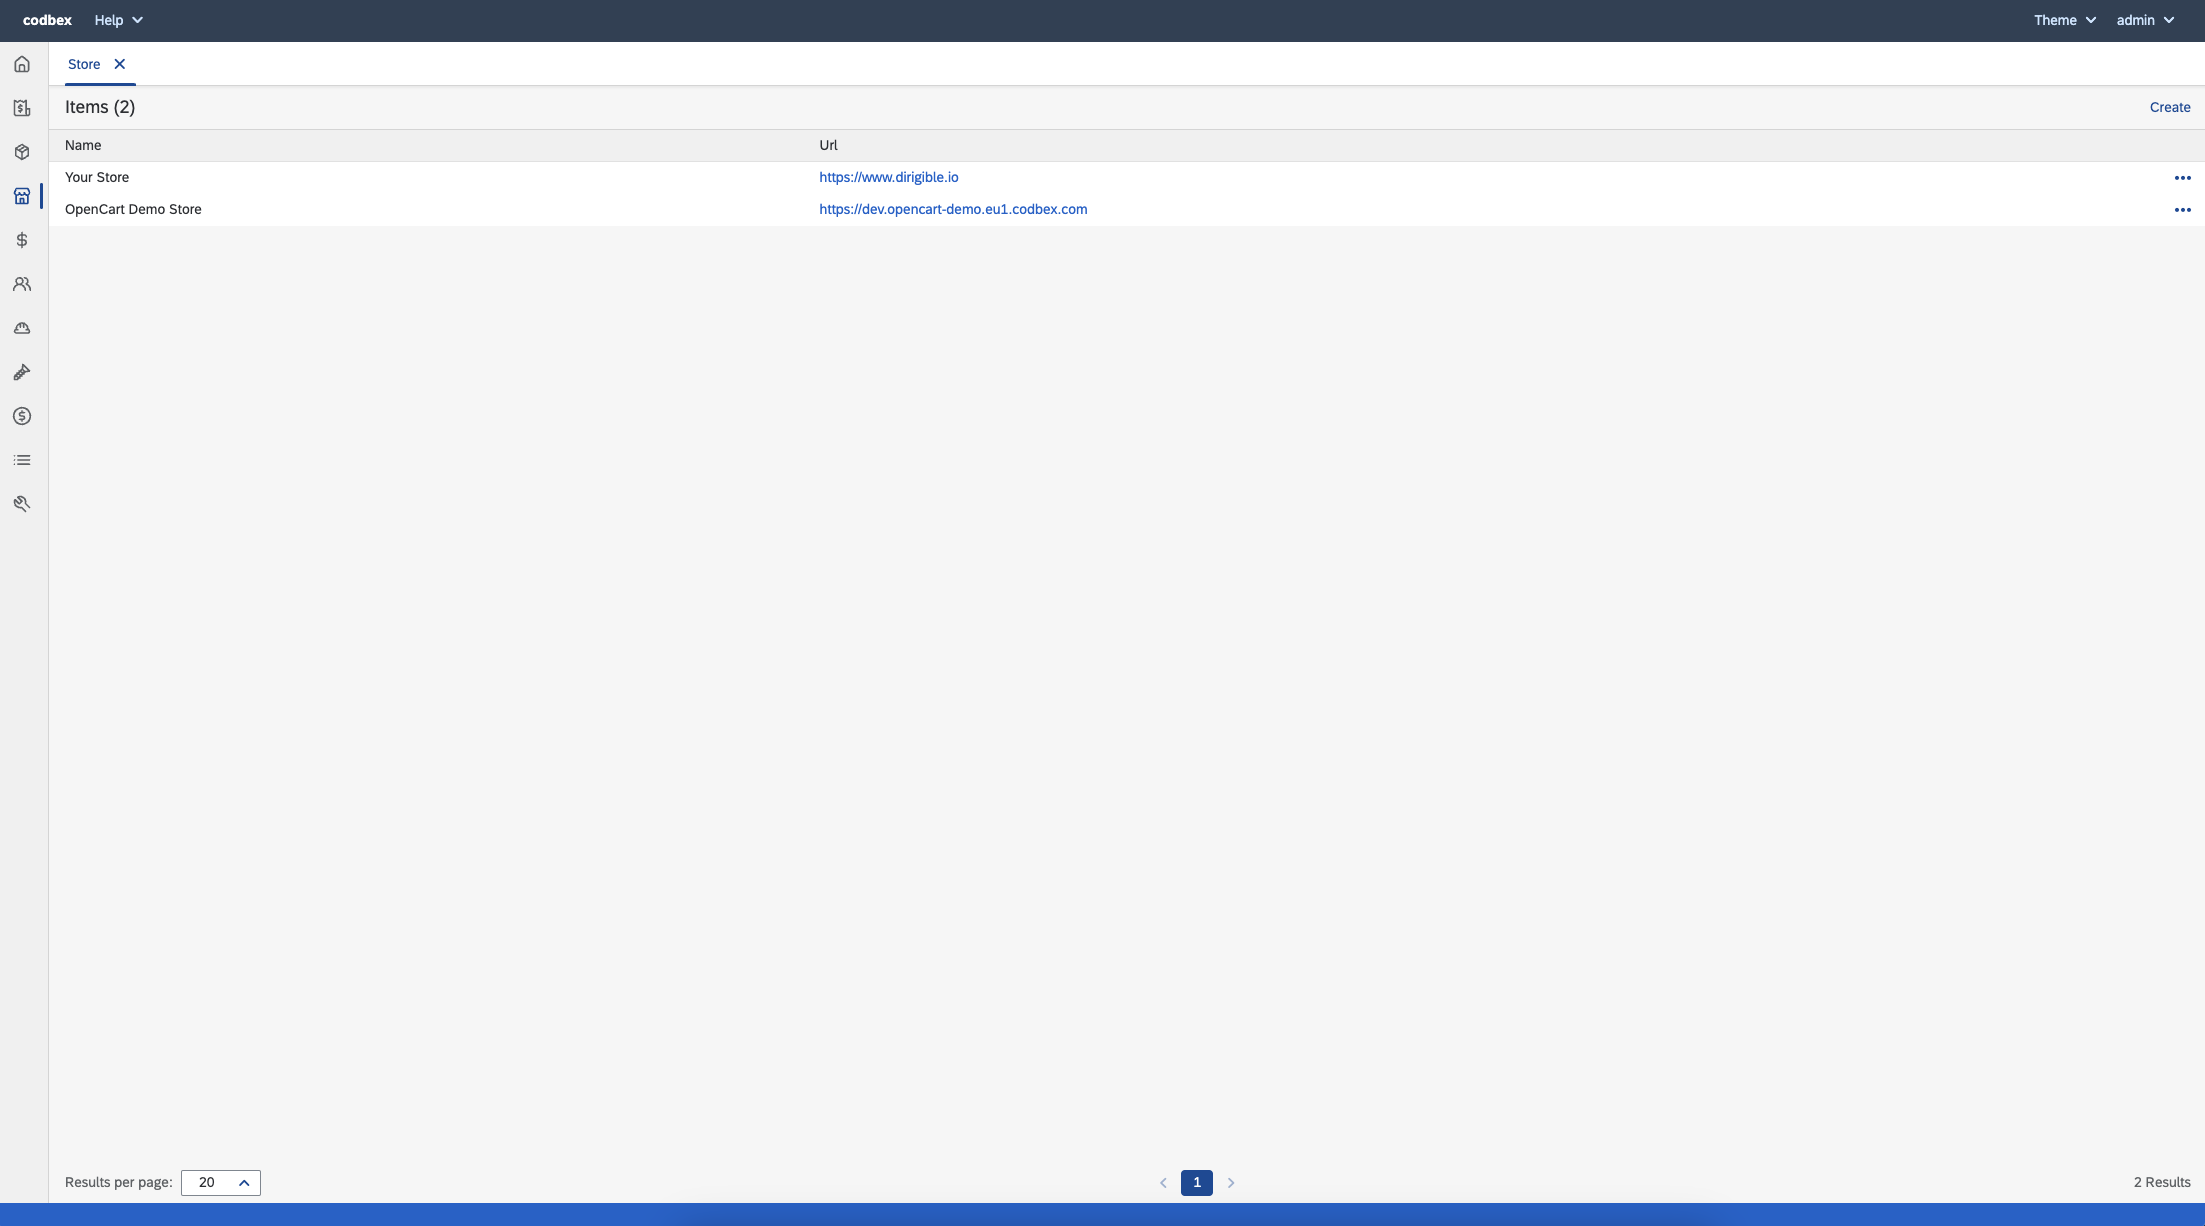 codbex Help Theme admin
Store
Items (2) Create
Name Url
Your Store https://www.dirigible.io
OpenCart Demo Store https://dev.opencart-demo.eu1.codbex.com
Results per page: 20 1 2 Results